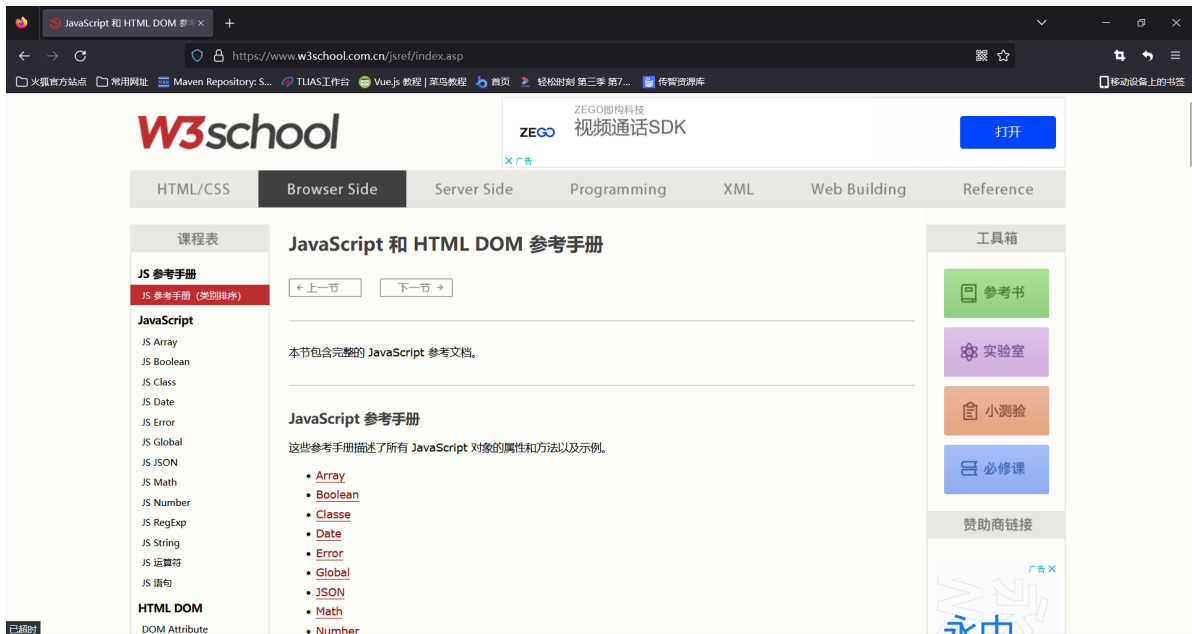 JavaScript 和 HTML DOM 参考
https://www.w3school.com.cn/jsref/index.asp
火狐官方站点 常用网址 Maven Repository: S... TLIAS工作台 Vue.js 教程 | 菜鸟教程 首页 轻松时刻 第三季 第7... 传智资源库 移动设备上的书签
W3school
ZEGO
ZEGO即构科技
视频通话SDK
打开
广告
HTML/CSS Browser Side Server Side Programming XML Web Building Reference
课程表
JS 参考手册
JS 参考手册（类别排序）
JavaScript
JS Array
JS Boolean
JS Class
JS Date
JS Error
JS Global
JS JSON
JS Math
JS Number
JS RegExp
JS String
JS 运算符
JS 语句
HTML DOM
DOM Attribute
JavaScript 和 HTML DOM 参考手册
上一节 下一节
本节包含完整的 JavaScript 参考文档。
JavaScript 参考手册
这些参考手册描述了所有 JavaScript 对象的属性和方法以及示例。
Array
Boolean
Classe
Date
Error
Global
JSON
Math
Number
工具箱
参考书
实验室
小测验
必修课
赞助商链接
广告
永中
已超时